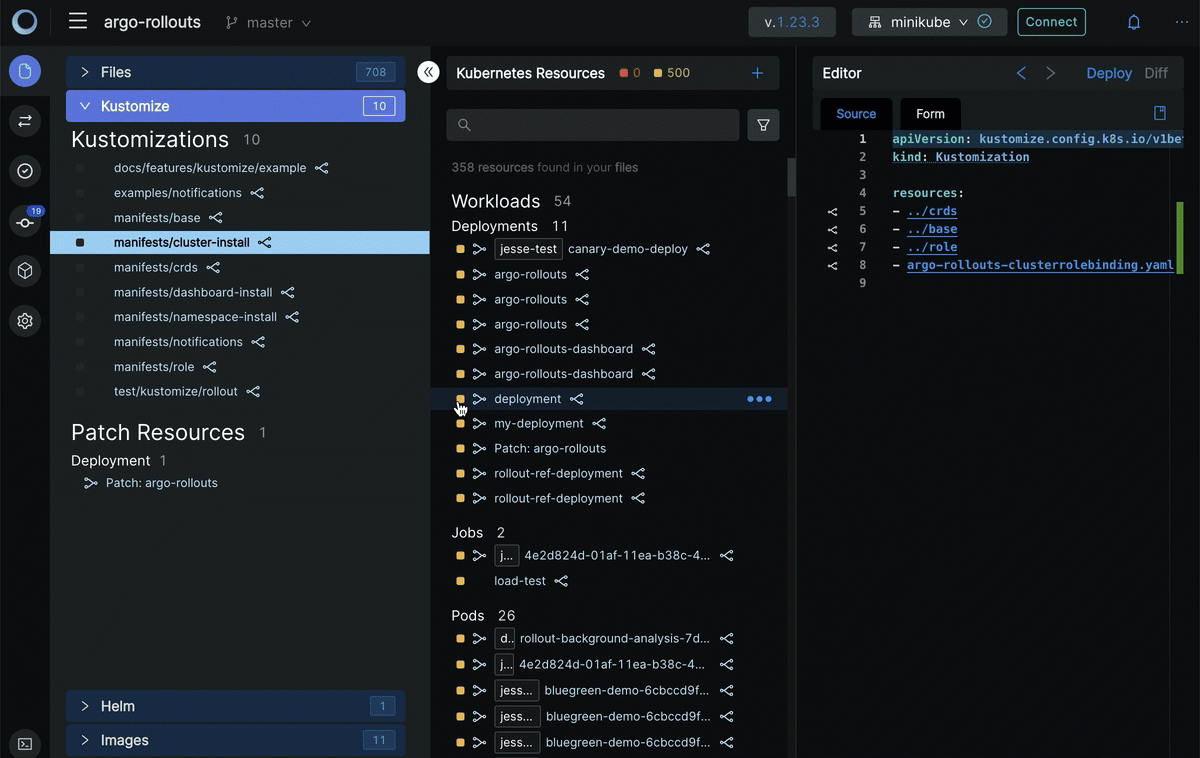 argo-rollouts master v.1.23.3 minikube Connect
Files 708
Kustomize 10
Kustomizations 10
docs/features/kustomize/example
examples/notifications
manifests/base
19
manifests/cluster-install
manifests/crds
manifests/dashboard-install
manifests/namespace-install
manifests/notifications
manifests/role
test/kustomize/rollout
Patch Resources 1
Deployment 1
Patch: argo-rollouts
Helm 1
Images 11
Kubernetes Resources 0 500
358 resources found in your files
Workloads 54
Deployments 11
jesse-test canary-demo-deploy
argo-rollouts
argo-rollouts
argo-rollouts
argo-rollouts-dashboard
argo-rollouts-dashboard
deployment
my-deployment
Patch: argo-rollouts
rollout-ref-deployment
rollout-ref-deployment
Jobs 2
j... 4e2d824d-01af-11ea-b38c-4...
load-test
Pods 26
d.. rollout-background-analysis-7d...
j... 4e2d824d-01af-11ea-b38c-4...
jess... bluegreen-demo-6cbccd9f...
jess... bluegreen-demo-6cbccd9f...
jess... bluegreen-demo-6cbccd9f...
Editor Deploy Diff
Source Form
1 apiVersion: kustomize.config.k8s.io/v1be
2 kind: Kustomization
3
4 resources:
5 - ../crds
6 - ../base
7 - ../role
8 - argo-rollouts-clusterrolebinding.yaml
9